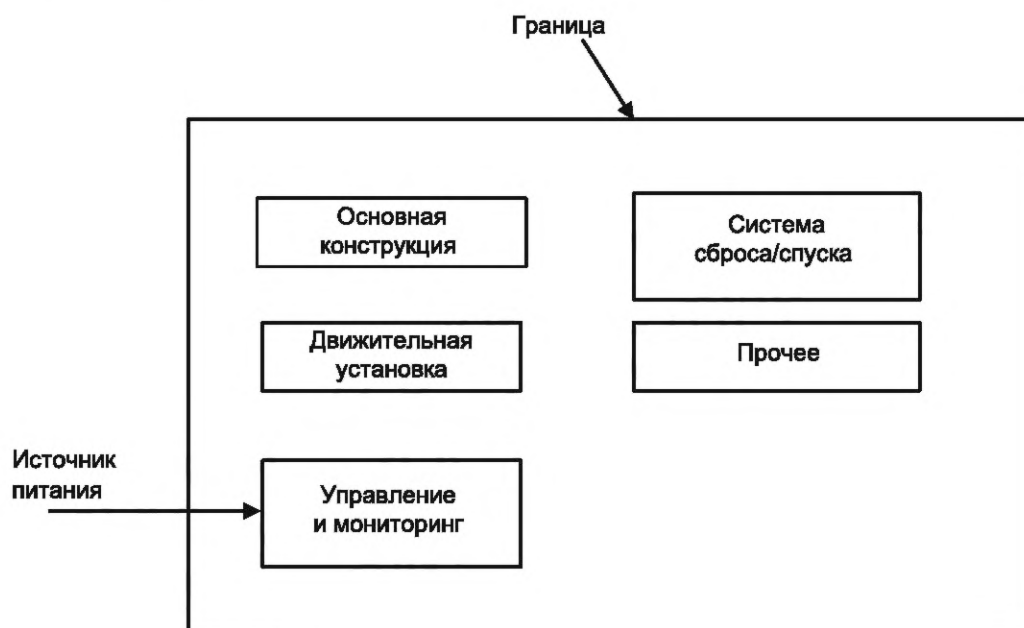 Граница
Основная
конструкция
Система
сброса/спуска
Движительная
установка
Прочее
Источник
питания
Управление
и мониторинг